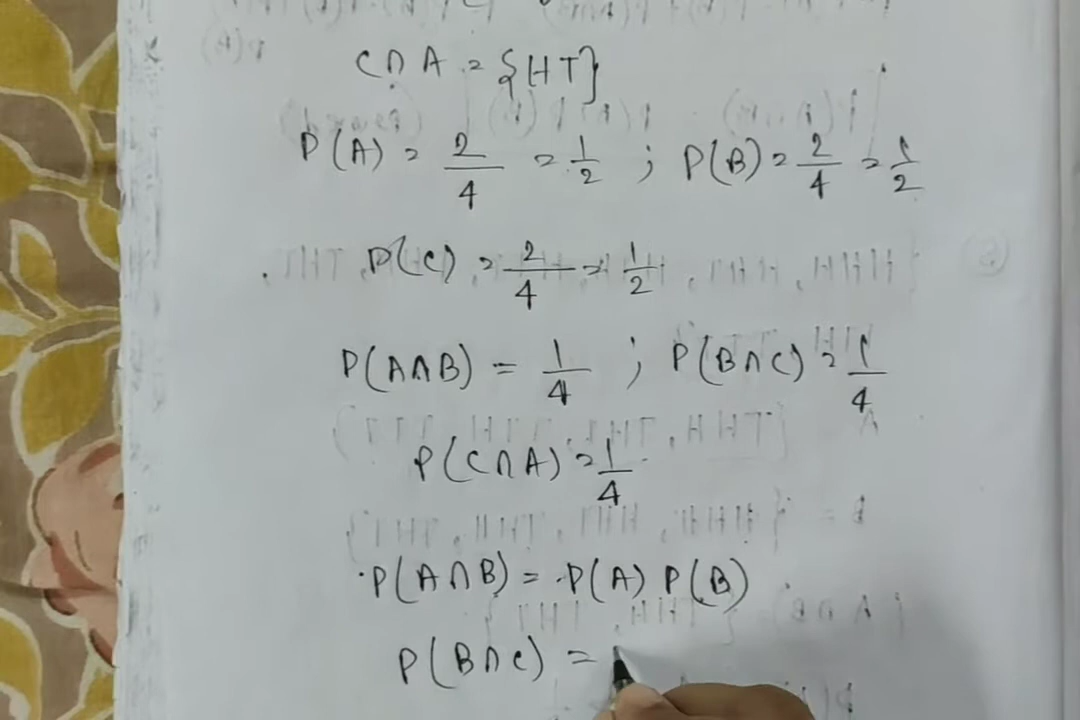 C∩A = {HT}
P(A) = 2/4 = 1/2 ; P(B) = 2/4 = 1/2
P(C) = 2/4 = 1/2
P(A∩B) = 1/4 ; P(B∩C) = 1/4
P(C∩A) = 1/4
P(A∩B) = P(A) P(B)
P(B∩C) =